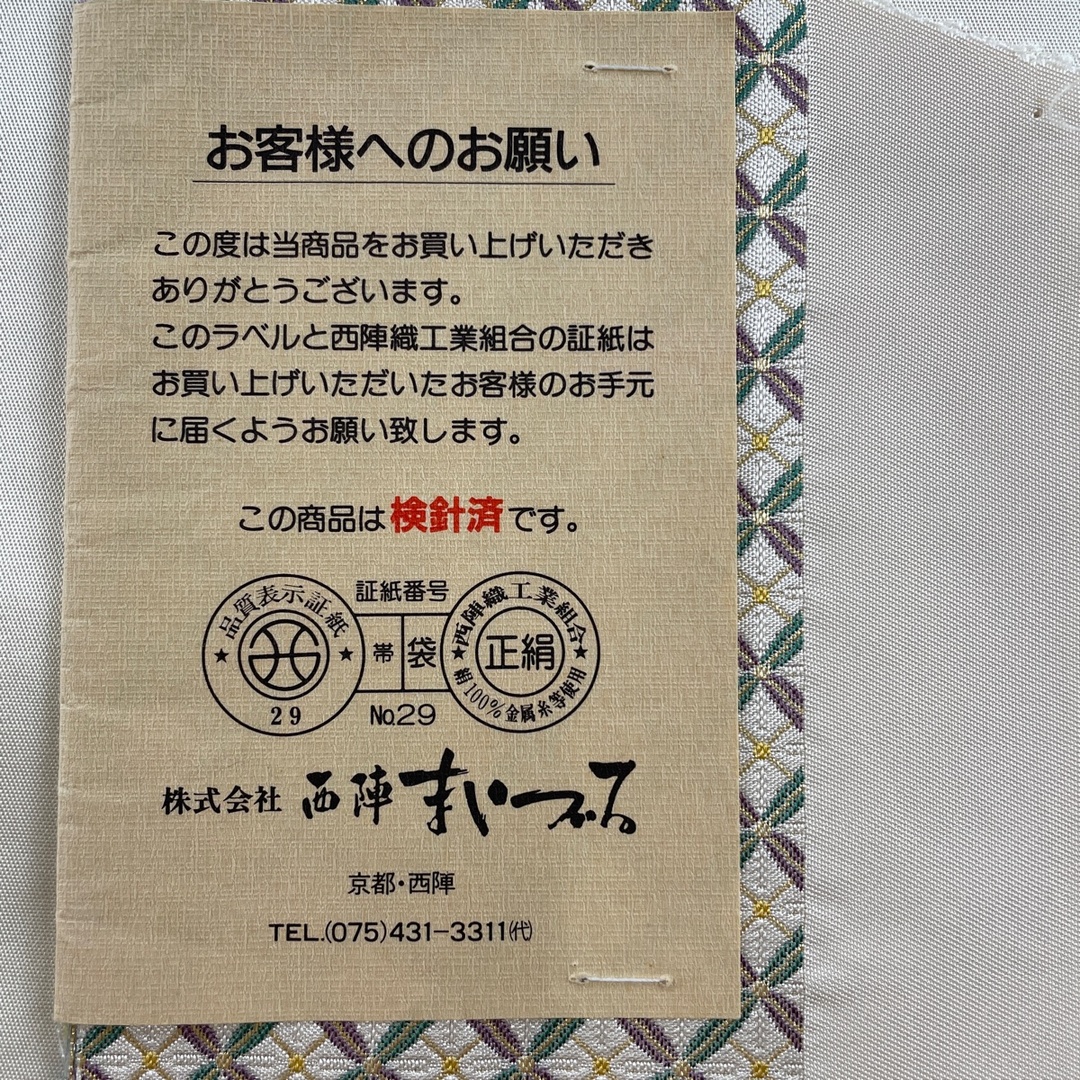 お客様へのお願い
この度は当商品をお買い上げいただき
ありがとうございます。
このラベルと西陣織工業組合の証紙は
お買い上げいただいたお客様のお手元
に届くようお願い致します。
この商品は検針済です。
品質表示証紙
29
証紙番号
帯 袋
No.29
西陣織工業組合
正絹
絹100%金属糸等使用
株式会社 西陣まいづる
京都・西陣
TEL.(075)431-3311㈹